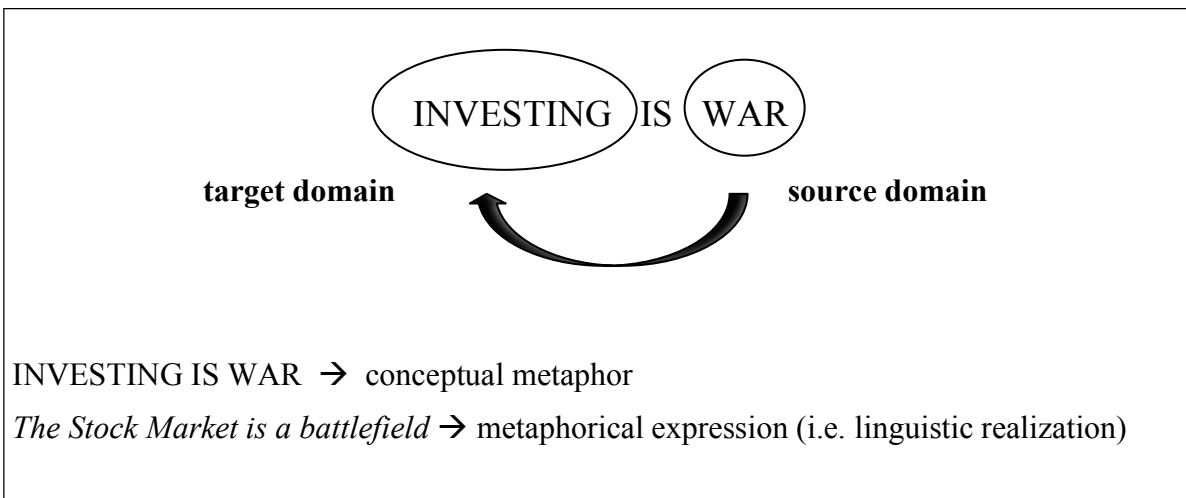 INVESTING IS WAR
target domain source domain
INVESTING IS WAR → conceptual metaphor
The Stock Market is a battlefield → metaphorical expression (i.e. linguistic realization)